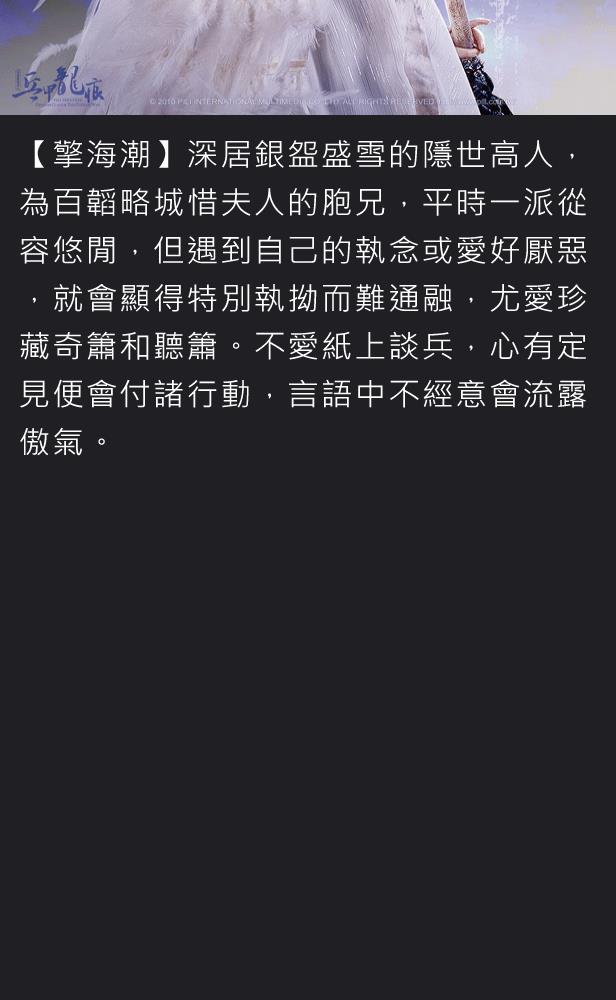 兵甲龍痕
© 2010 PILI INTERNATIONAL MULTIMEDIA CO., LTD. ALL RIGHTS RESERVED
【擎海潮】深居銀盌盛雪的隱世高人，
為百韜略城惜夫人的胞兄，平時一派從
容悠閒，但遇到自己的執念或愛好厭惡
，就會顯得特別執拗而難通融，尤愛珍
藏奇簫和聽簫。不愛紙上談兵，心有定
見便會付諸行動，言語中不經意會流露
傲氣。